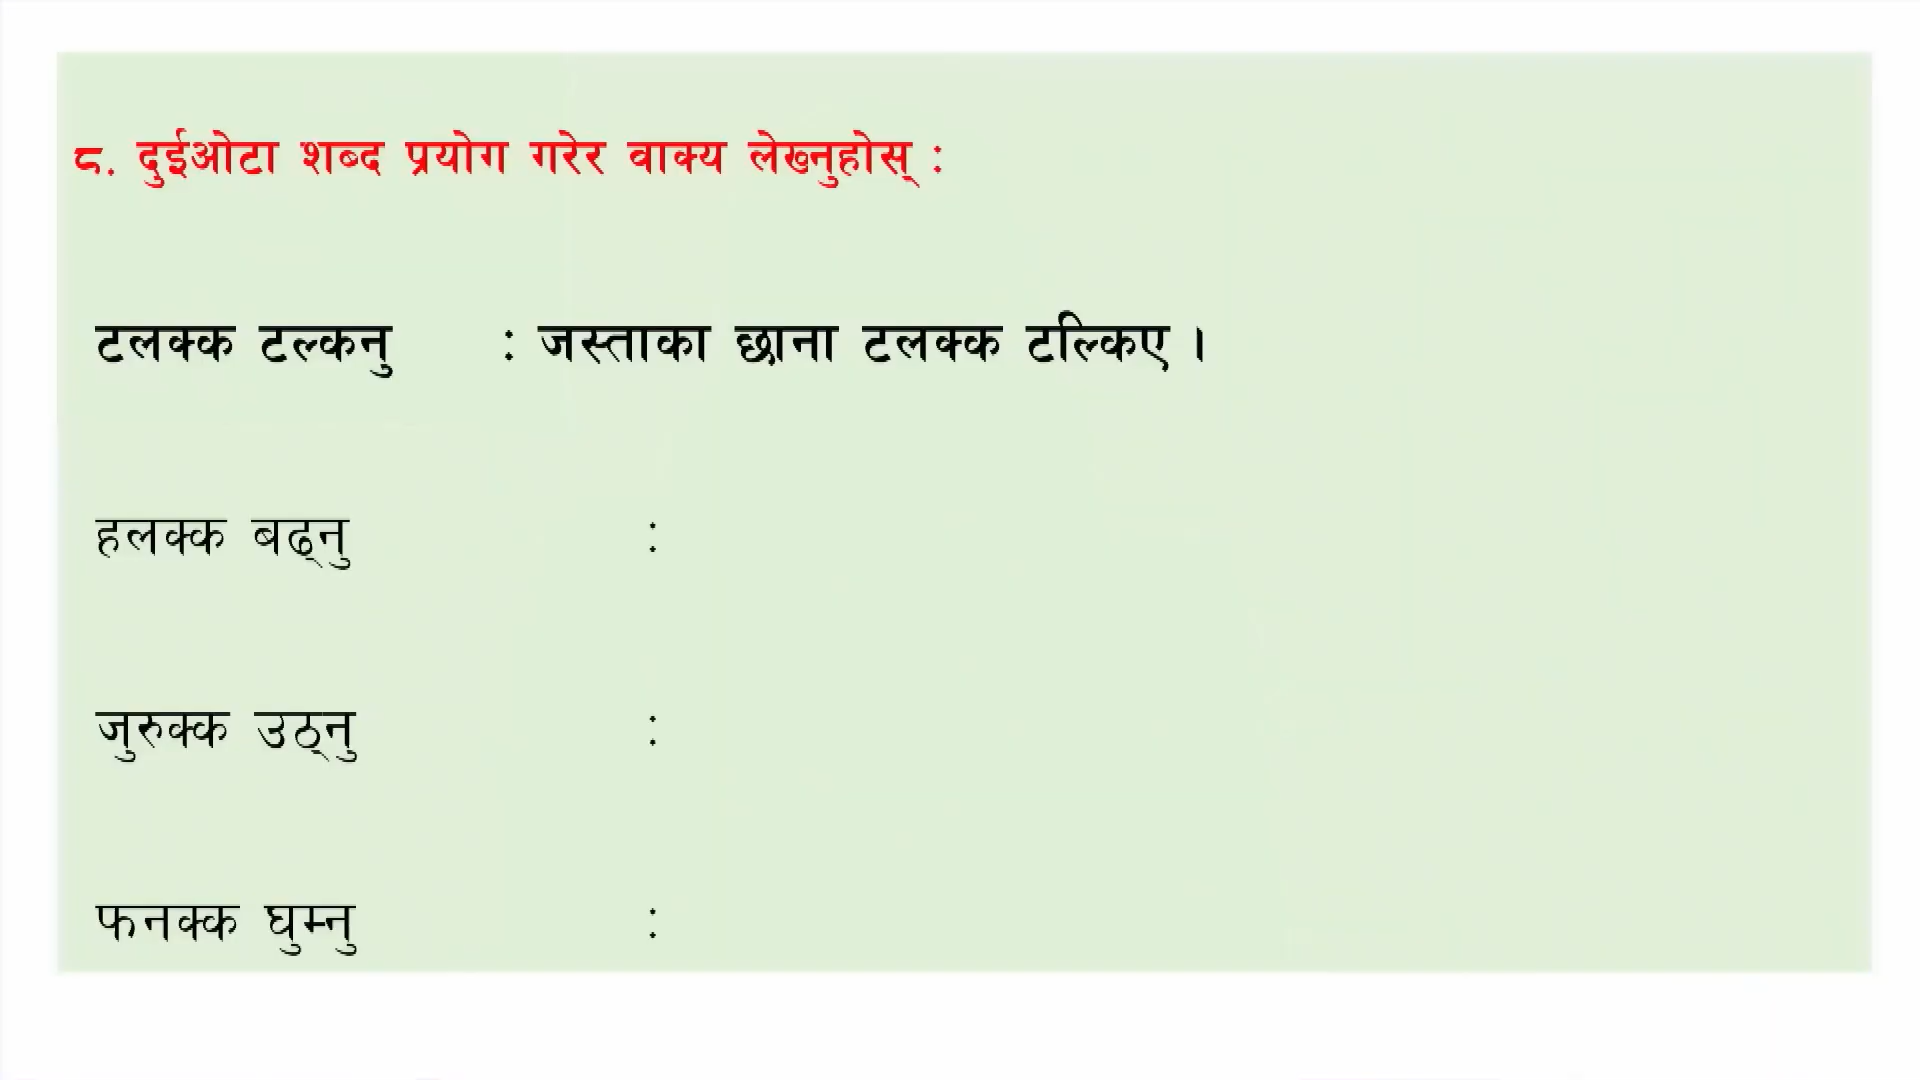 ८. दुईओटा शब्द प्रयोग गरेर वाक्य लेख्नुहोस् :
टलक्क टल्कनु : जस्ताका छाना टलक्क टल्किए ।
हलक्क बढ्नु :
जुरुक्क उठ्नु :
फनक्क घुम्नु :